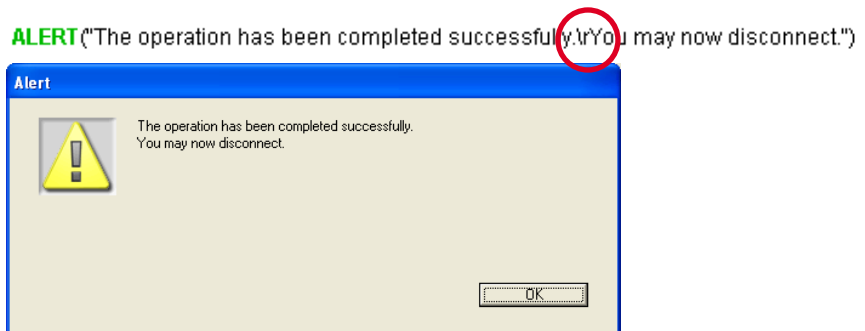 ALERT("The operation has been completed successfully.\rYou may now disconnect.")
Alert
The operation has been completed successfully.
You may now disconnect.
OK